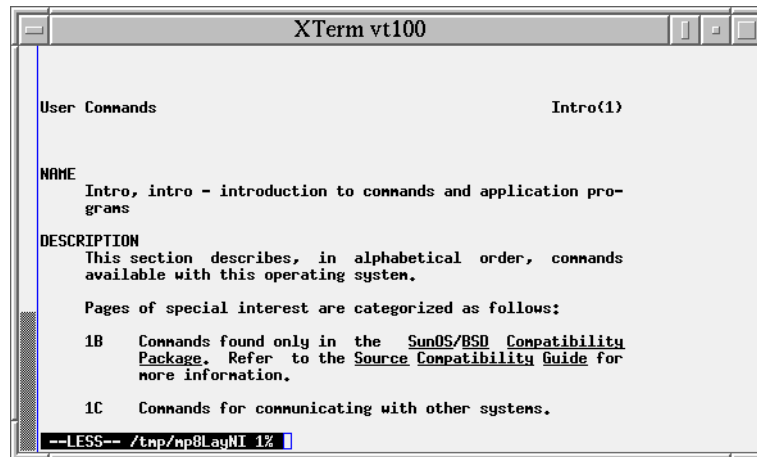 XTerm vt100
User Commands Intro(1)
NAME
Intro, intro - introduction to commands and application pro-
grams
DESCRIPTION
This section describes, in alphabetical order, commands
available with this operating system.
Pages of special interest are categorized as follows:
1B Commands found only in the SunOS/BSD Compatibility
Package. Refer to the Source Compatibility Guide for
more information.
1C Commands for communicating with other systems.
--LESS-- /tmp/mp8LayNI 1%